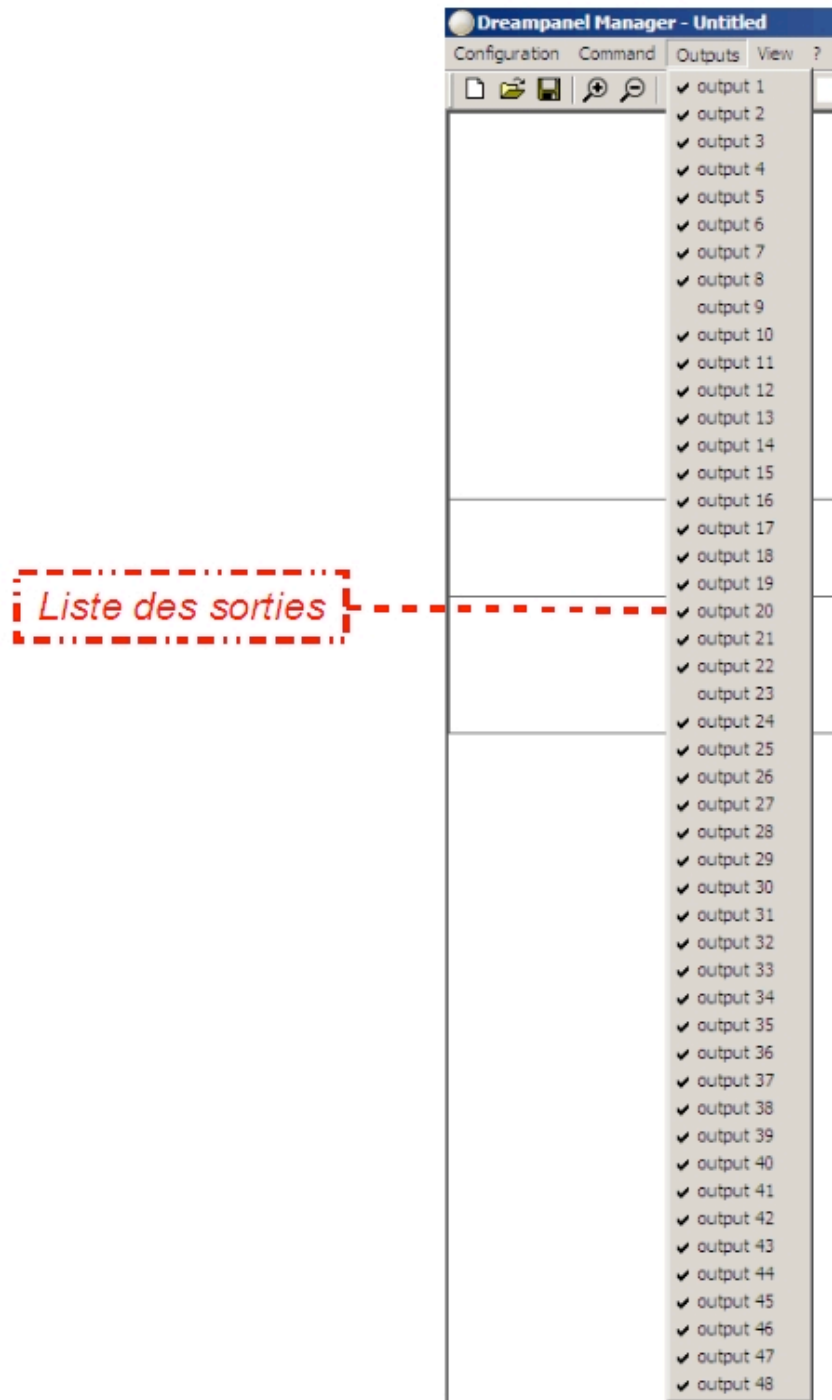 Dreampanel Manager - Untitled
Configuration Command Outputs View ?
output 1
output 2
output 3
output 4
output 5
output 6
output 7
output 8
output 9
output 10
output 11
output 12
output 13
output 14
output 15
output 16
output 17
output 18
output 19
Liste des sorties
output 20
output 21
output 22
output 23
output 24
output 25
output 26
output 27
output 28
output 29
output 30
output 31
output 32
output 33
output 34
output 35
output 36
output 37
output 38
output 39
output 40
output 41
output 42
output 43
output 44
output 45
output 46
output 47
output 48